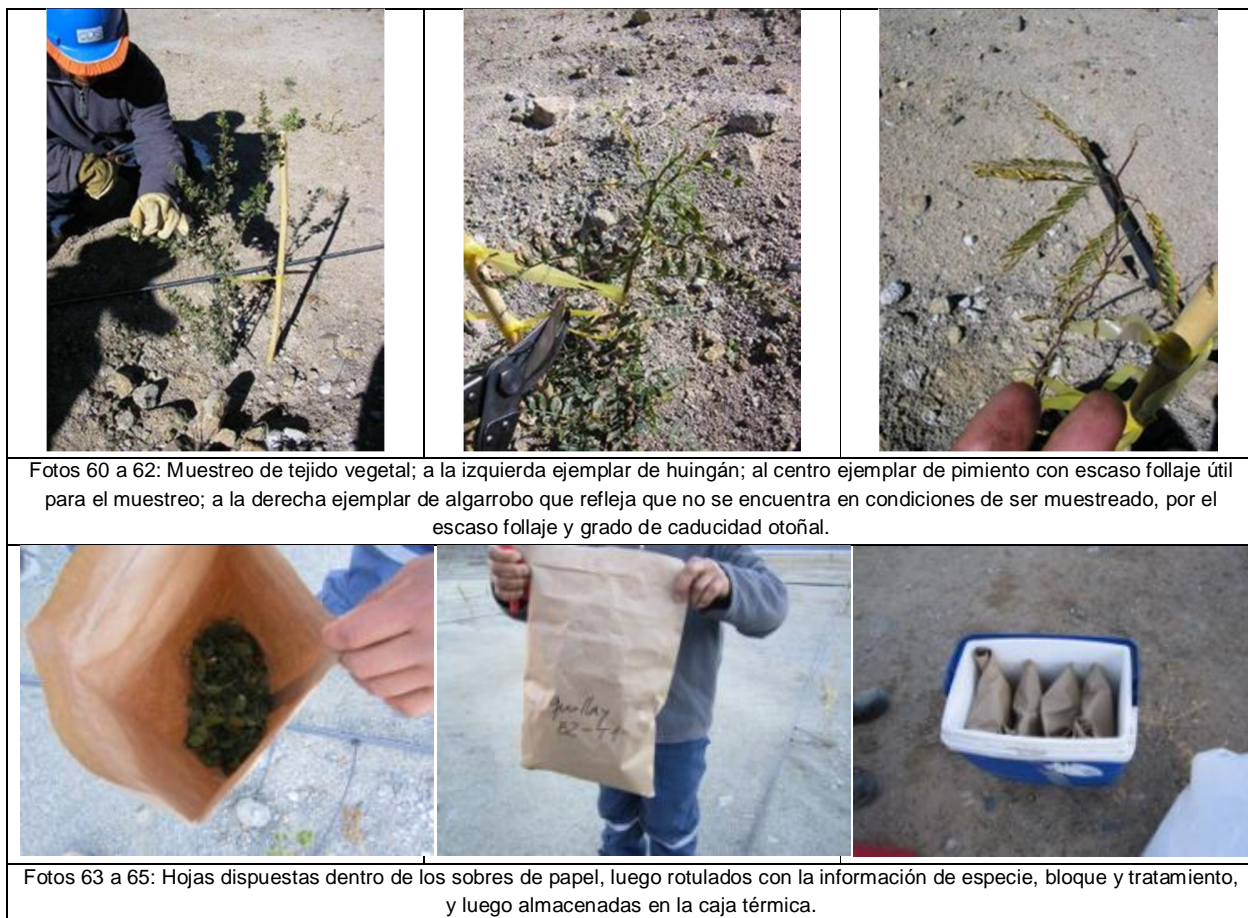 Fotos 60 a 62: Muestreo de tejido vegetal; a la izquierda ejemplar de huingán; al centro ejemplar de pimiento con escaso follaje útil
para el muestreo; a la derecha ejemplar de algarrobo que refleja que no se encuentra en condiciones de ser muestreado, por el
escaso follaje y grado de caducidad otoñal.
quillay
Fotos 63 a 65: Hojas dispuestas dentro de los sobres de papel, luego rotulados con la información de especie, bloque y tratamiento,
y luego almacenadas en la caja térmica.